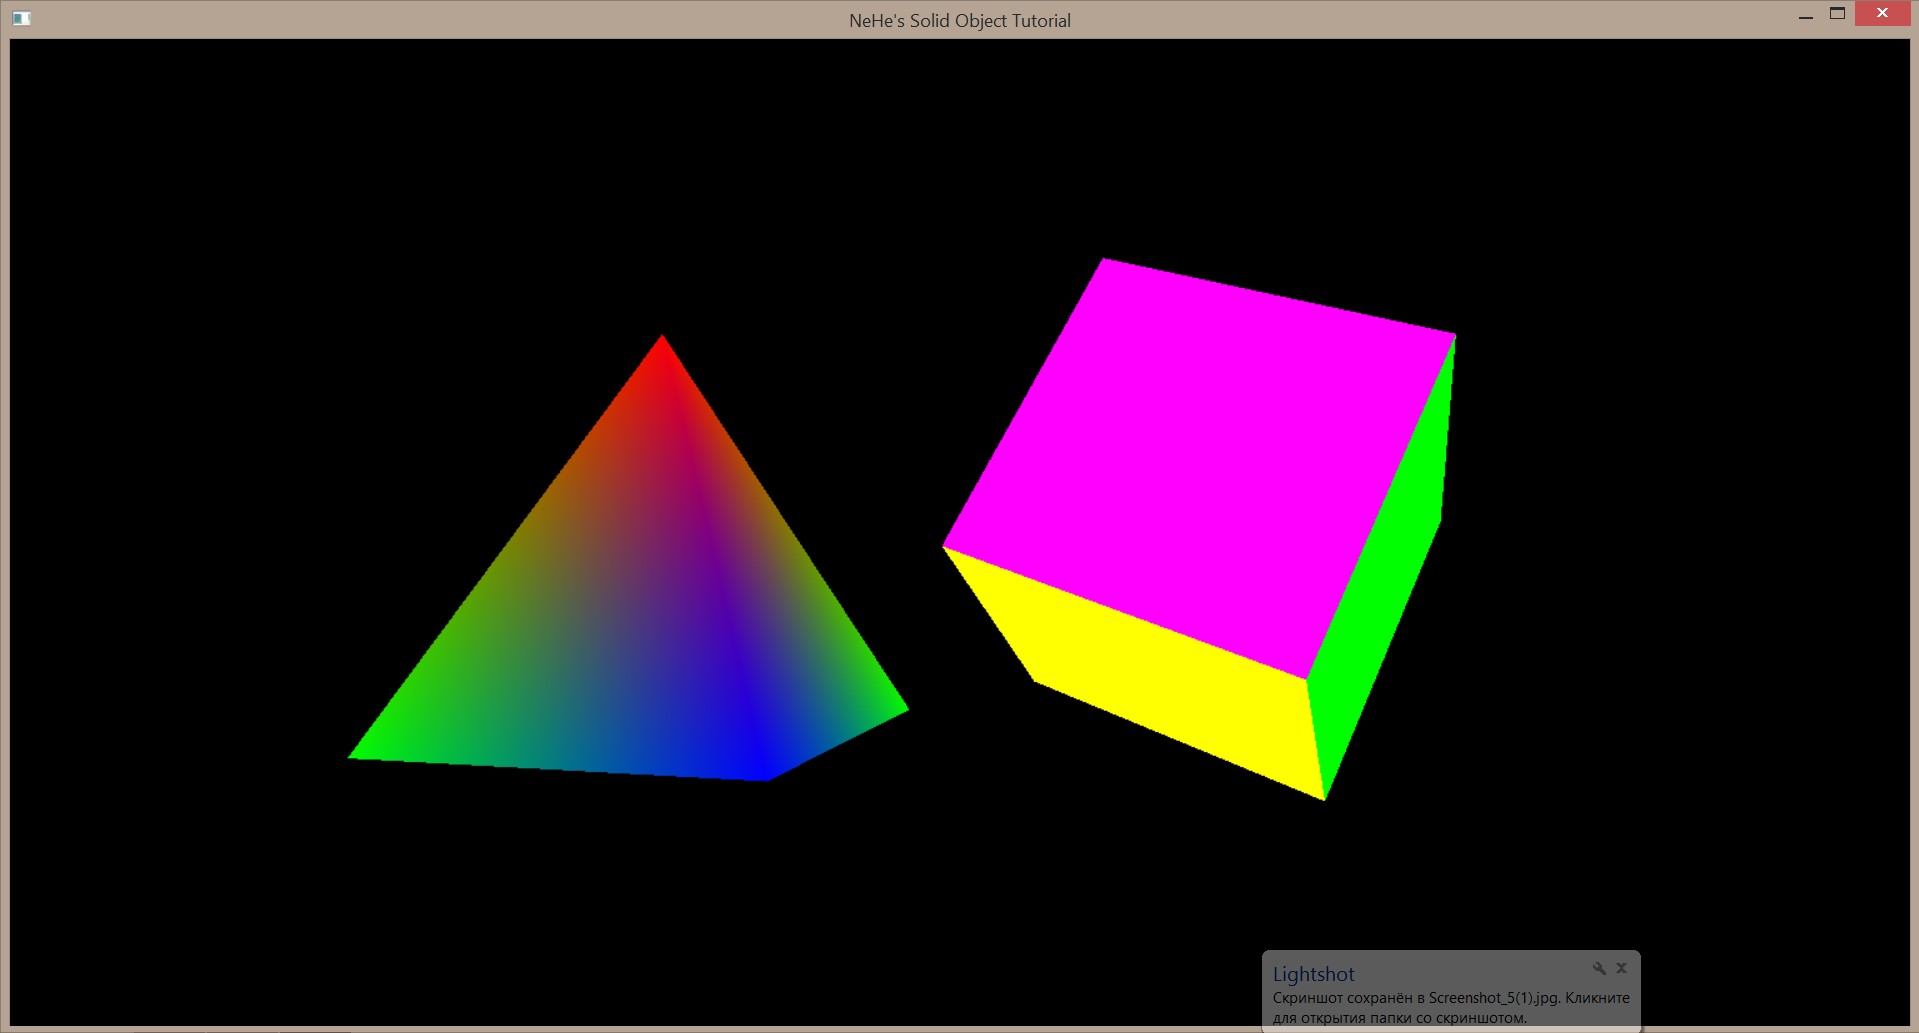 NeHe's Solid Object Tutorial
Lightshot
Скриншот сохранён в Screenshot_5(1).jpg. Кликните
для открытия папки со скриншотом.